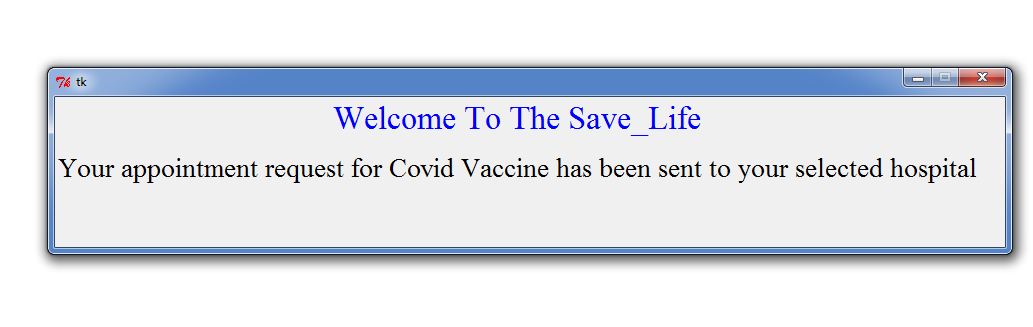 tk
Welcome To The Save_Life
Your appointment request for Covid Vaccine has been sent to your selected hospital